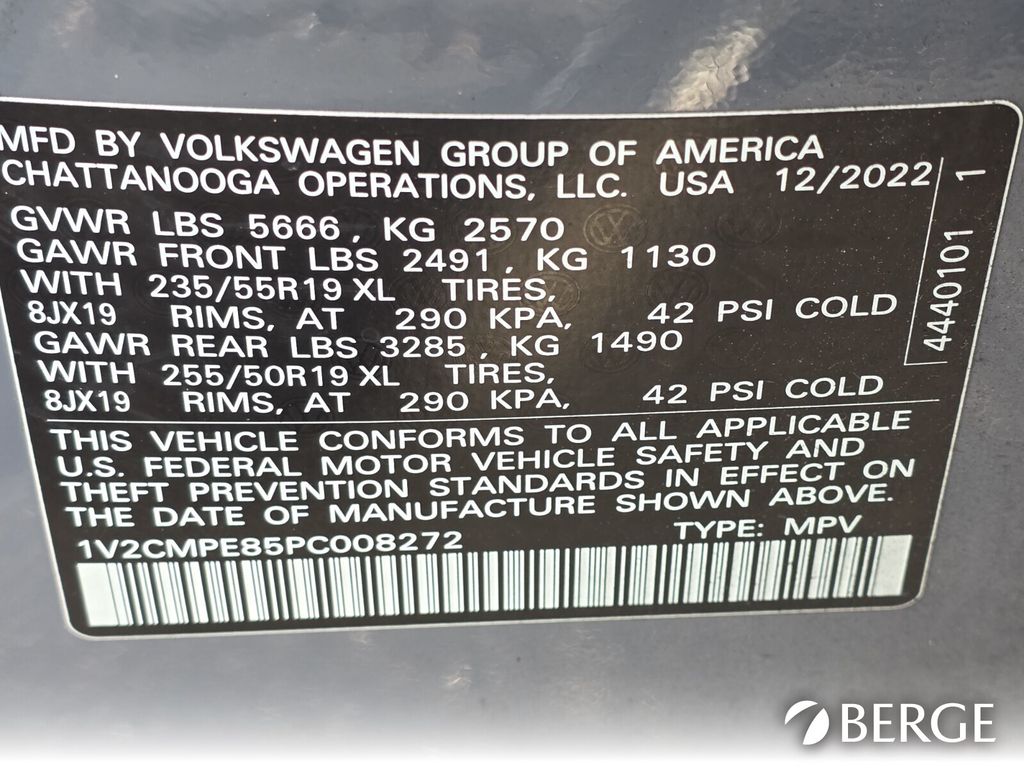 MFD BY VOLKSWAGEN GROUP OF AMERICA
CHATTANOOGA OPERATIONS, LLC. USA 12/2022
GVWR LBS 5666, KG 2570
GAWR FRONT LBS 2491, KG 1130
WITH 235/55R19 XL TIRES,
8JX19 RIMS, AT 290 KPA, 42 PSI COLD
GAWR REAR LBS 3285, KG 1490
WITH 255/50R19 XL TIRES,
8JX19 RIMS, AT 290 KPA, 42 PSI COLD
4440101 1
THIS VEHICLE CONFORMS TO ALL APPLICABLE
U.S. FEDERAL MOTOR VEHICLE SAFETY AND
THEFT PREVENTION STANDARDS IN EFFECT ON
THE DATE OF MANUFACTURE SHOWN ABOVE.
1V2CMPE85PC008272 TYPE: MPV
BERGE